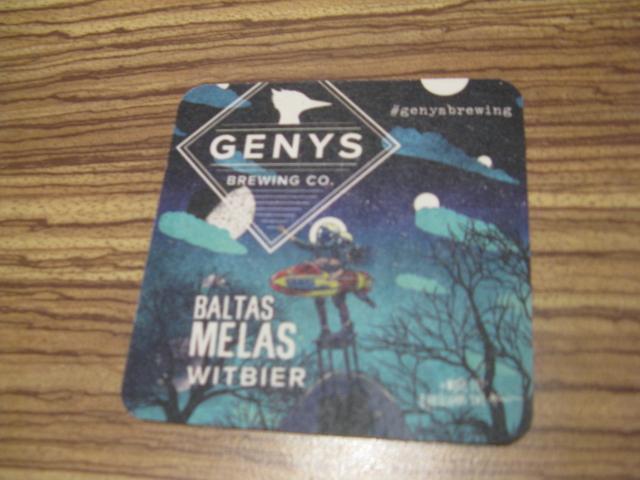 #genysbrewing
GENYS
BREWING CO.
BALTAS
MELAS
WITBIER